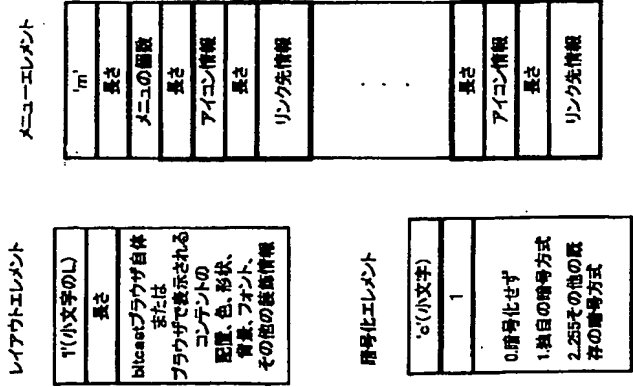 レイアウトエレメント
'l'(小文字のL)
長さ
bitcastブラウザ自体
または
ブラウザで表示される
コンテントの
配置、色、形状、
背景、フォント、
その他の装飾情報
メニューエレメント
'm'
長さ
メニュの個数
長さ
アイコン情報
長さ
リンク先情報
・・・
長さ
アイコン情報
長さ
リンク先情報
暗号化エレメント
'c'(小文字)
1
0.暗号化せず
1.独自の暗号方式
2..255その他の既
存の暗号方式